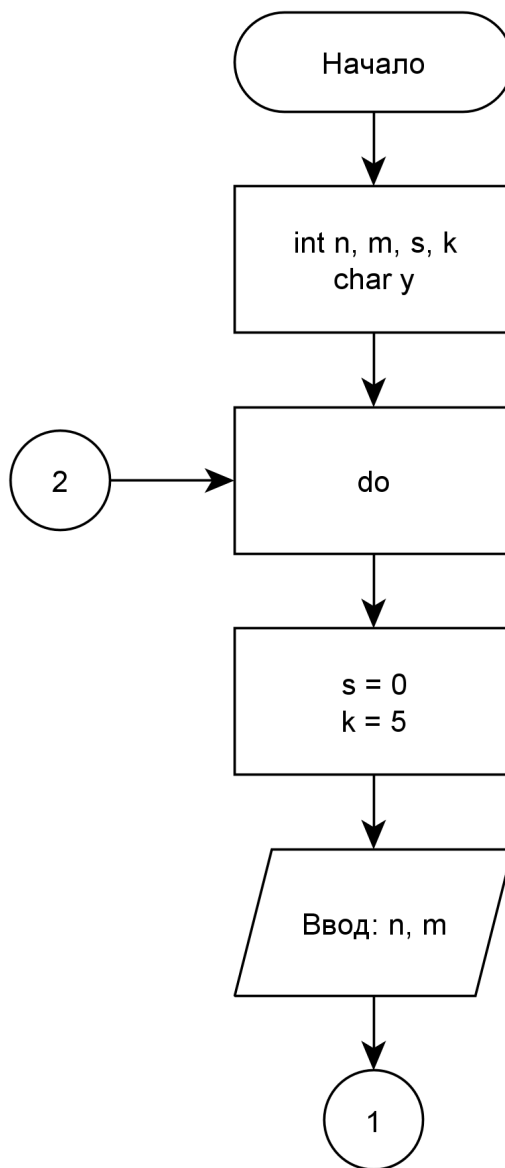 Начало
int n, m, s, k
char y
2
do
s = 0
k = 5
Ввод: n, m
1